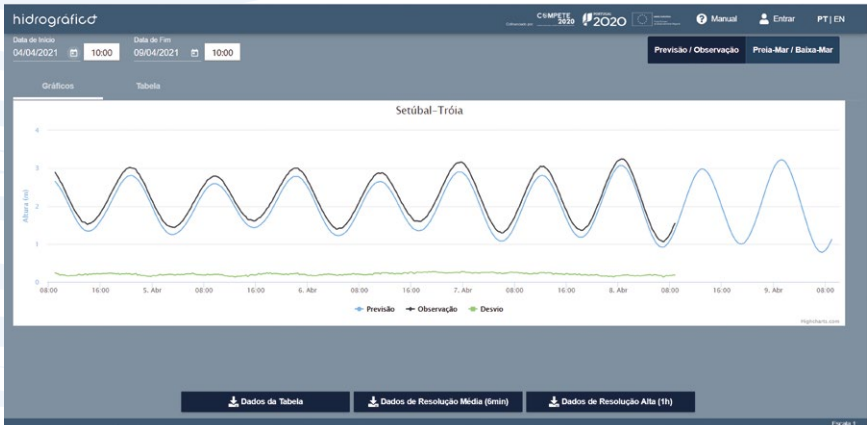 hidrográfico
COMPETE 2020
PORTUGAL 2020
Manual
Entrar
PT | EN
Data de Início
04/04/2021 10:00
Data de Fim
09/04/2021 10:00
Previsão / Observação
Preia-Mar / Baixa-Mar
Gráficos
Tabela
Setúbal-Tróia
Altura (m)
4
3
2
1
0
08:00 16:00 5. Abr 08:00 16:00 6. Abr 08:00 16:00 7. Abr 08:00 16:00 8. Abr 08:00 16:00 9. Abr 08:00
Previsão Observação Desvio
Highcharts.com
Dados da Tabela
Dados de Resolução Média (6min)
Dados de Resolução Alta (1h)